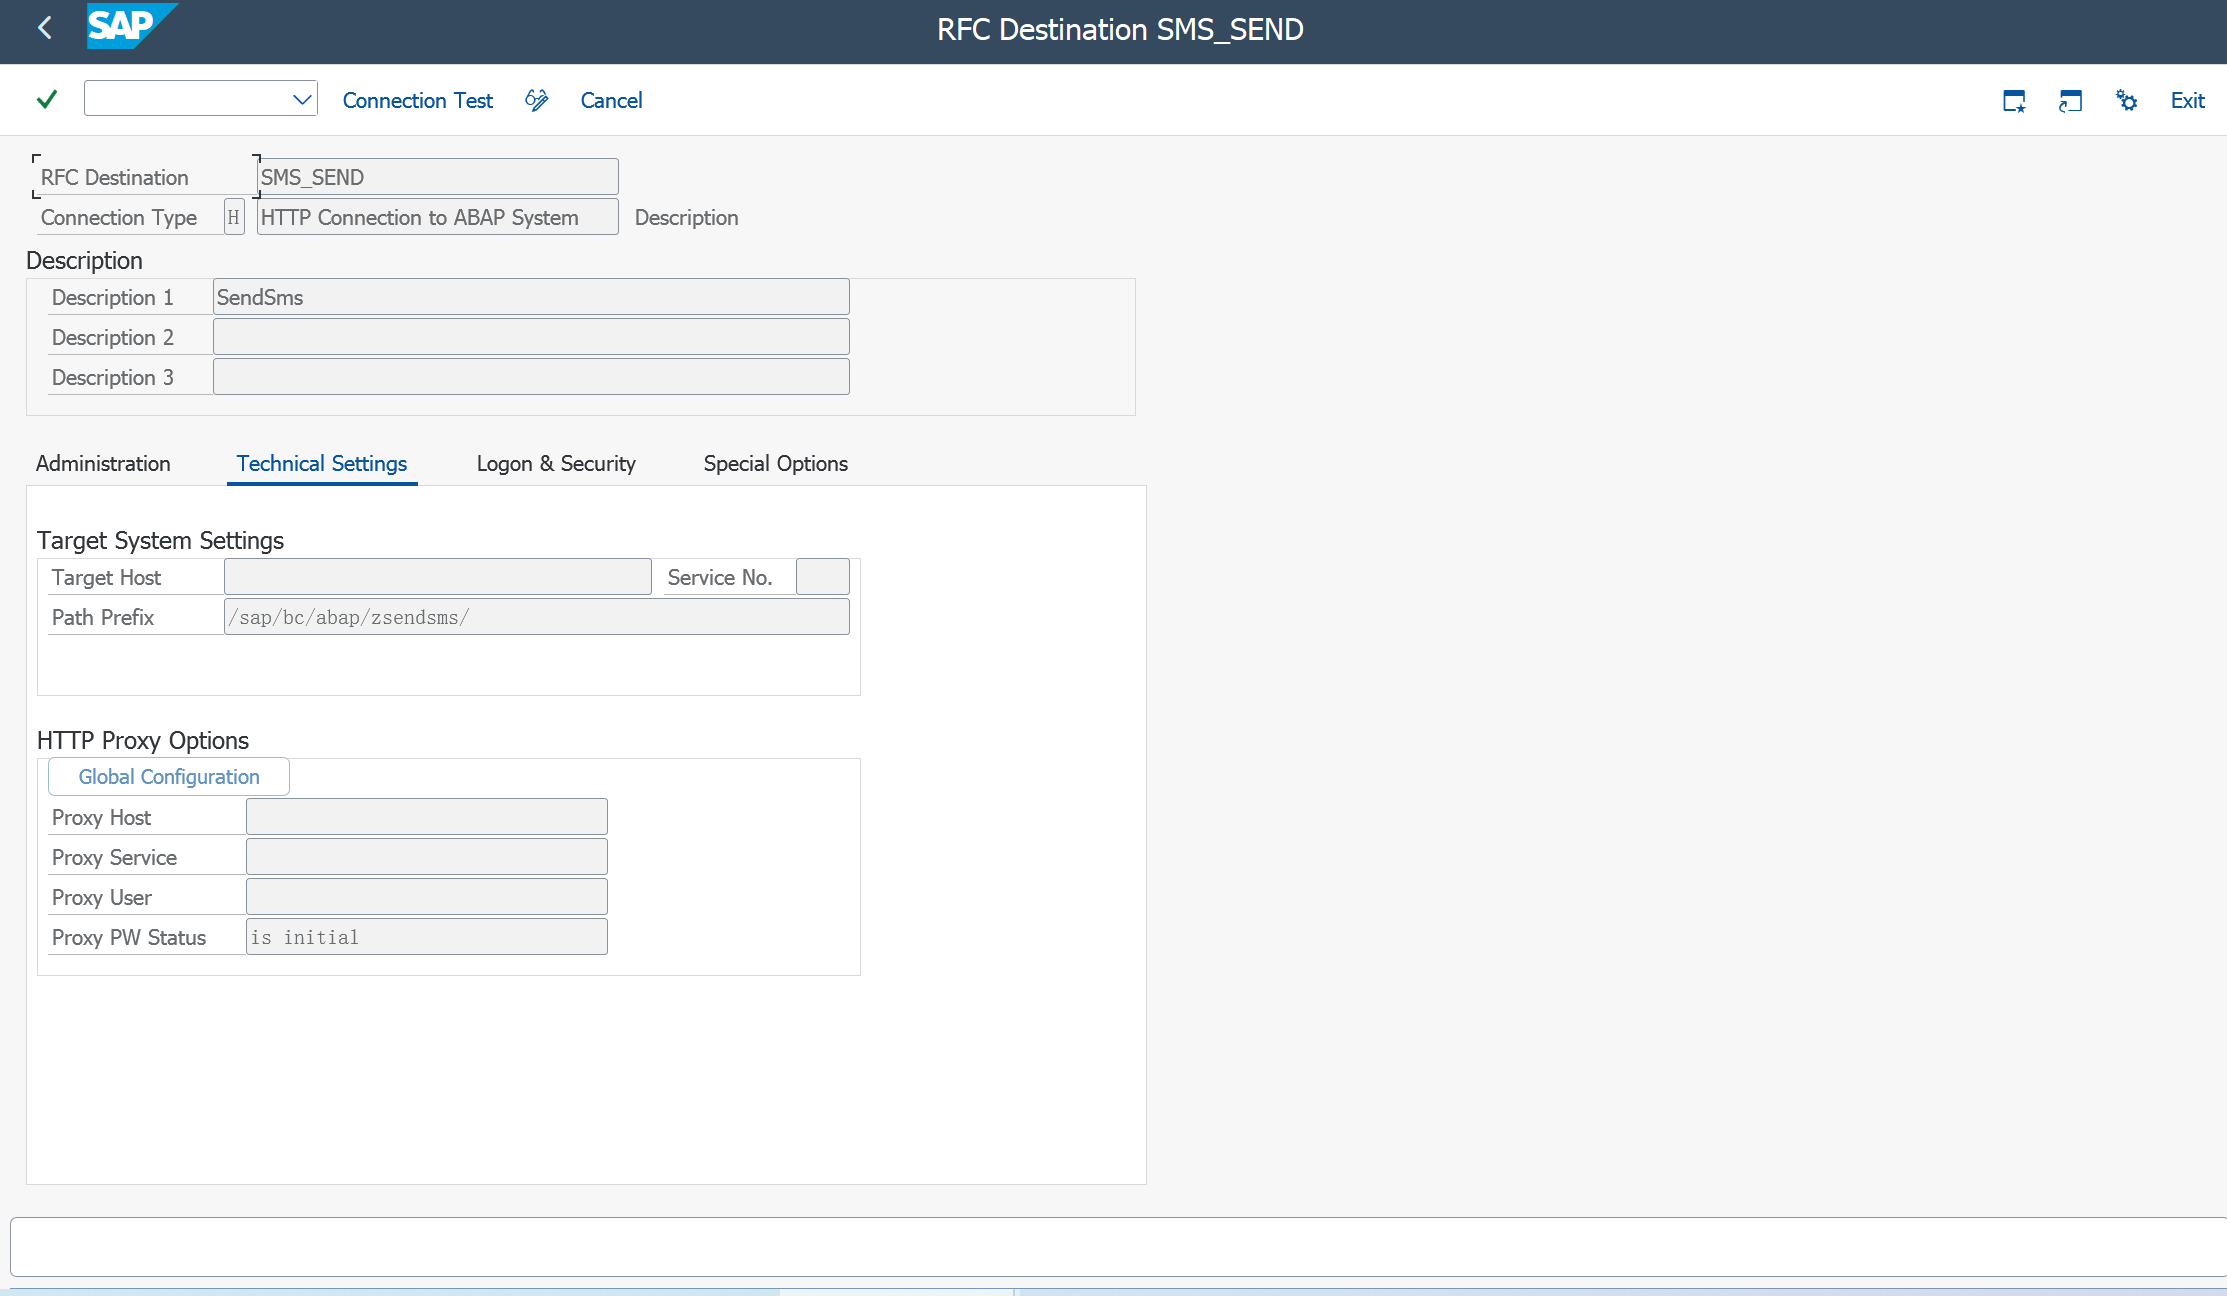 SAP
RFC Destination SMS_SEND
Connection Test Cancel Exit
RFC Destination SMS_SEND
Connection Type H HTTP Connection to ABAP System Description
Description
Description 1 SendSms
Description 2
Description 3
Administration Technical Settings Logon & Security Special Options
Target System Settings
Target Host Service No.
Path Prefix /sap/bc/abap/zsendsms/
HTTP Proxy Options
Global Configuration
Proxy Host
Proxy Service
Proxy User
Proxy PW Status is initial